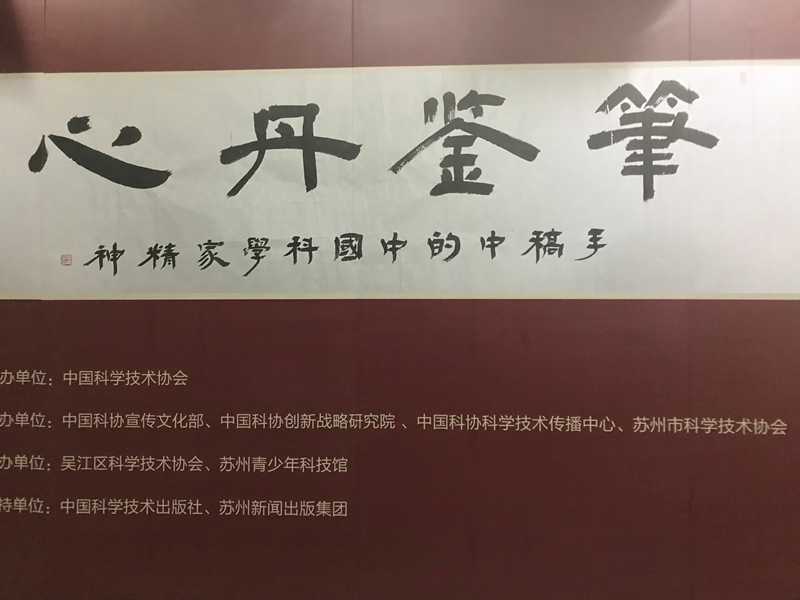 筆鉴丹心
手稿中的中國科學家精神
办单位：中国科学技术协会
办单位：中国科协宣传文化部、中国科协创新战略研究院、中国科协科学技术传播中心、苏州市科学技术协会
办单位：吴江区科学技术协会、苏州青少年科技馆
持单位：中国科学技术出版社、苏州新闻出版集团